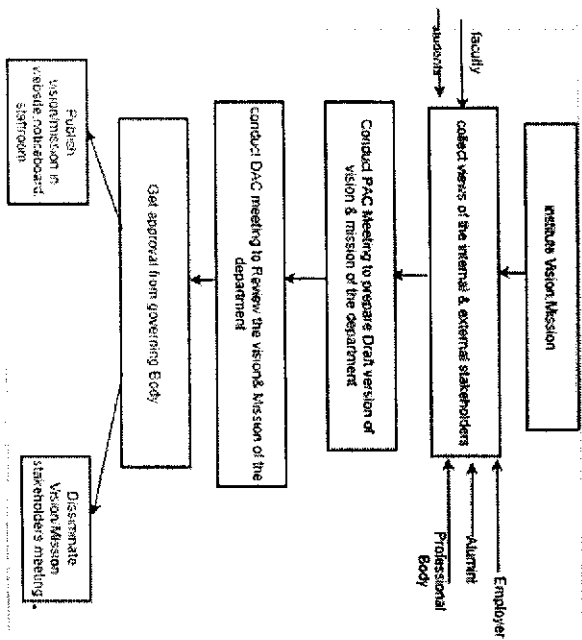 institute Vision/Mission
faculty
students
collect views of the internal & external stakeholders
Employer
Alumini
Professional
Body
Conduct PAC Meeting to prepare Draft version of
vision & mission of the department
conduct DAC meeting to Review the vision& Mission of the
department
Get approval from governing Body
Publish
vision/mission in
website,noticeboard,
staffroom
Dissiminate
Vision/Mission
stakeholders meeting